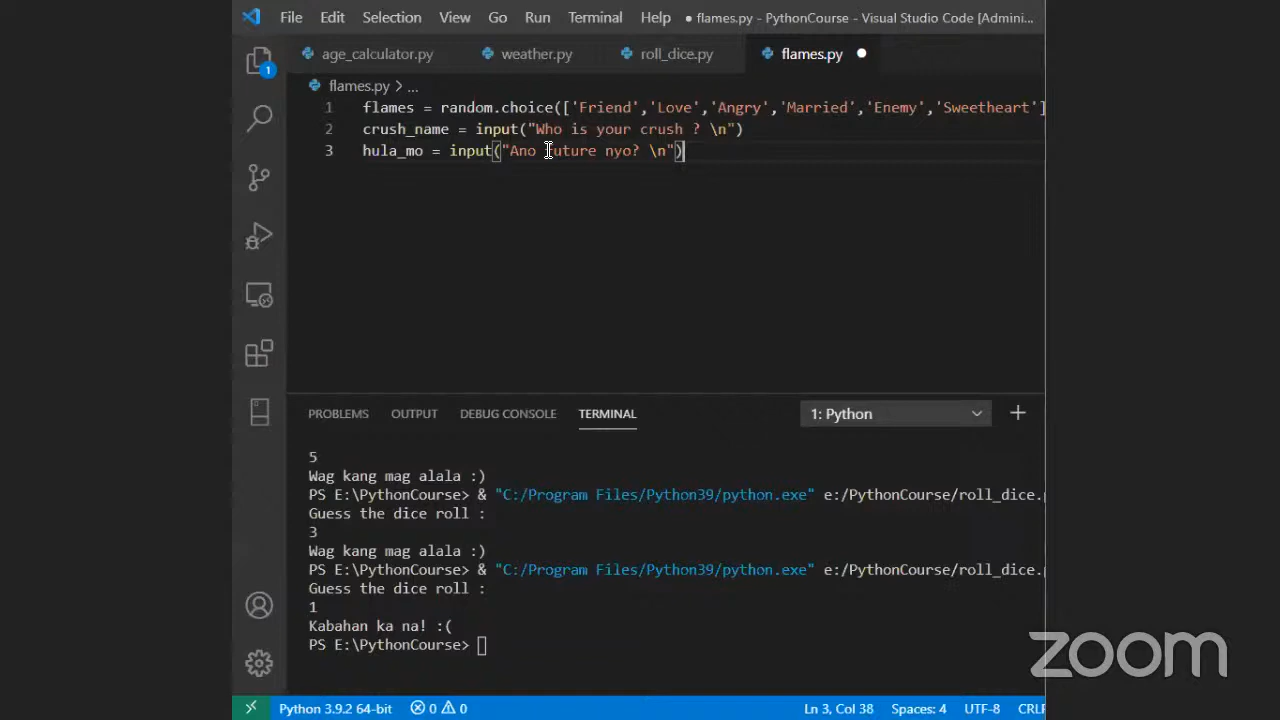 File Edit Selection View Go Run Terminal Help ● flames.py - PythonCourse - Visual Studio Code [Admini...
age_calculator.py weather.py roll_dice.py flames.py ●
flames.py > ...
1 flames = random.choice(['Friend','Love','Angry','Married','Enemy','Sweetheart']
2 crush_name = input("Who is your crush ? \n")
3 hula_mo = input("Ano future nyo? \n")
1
PROBLEMS OUTPUT DEBUG CONSOLE TERMINAL 1: Python
5
Wag kang mag alala :)
PS E:\PythonCourse> & "C:/Program Files/Python39/python.exe" e:/PythonCourse/roll_dice.
Guess the dice roll :
3
Wag kang mag alala :)
PS E:\PythonCourse> & "C:/Program Files/Python39/python.exe" e:/PythonCourse/roll_dice.
Guess the dice roll :
1
Kabahan ka na! :(
PS E:\PythonCourse>
Python 3.9.2 64-bit 0 0 Ln 3, Col 38 Spaces: 4 UTF-8 CRL
zoom